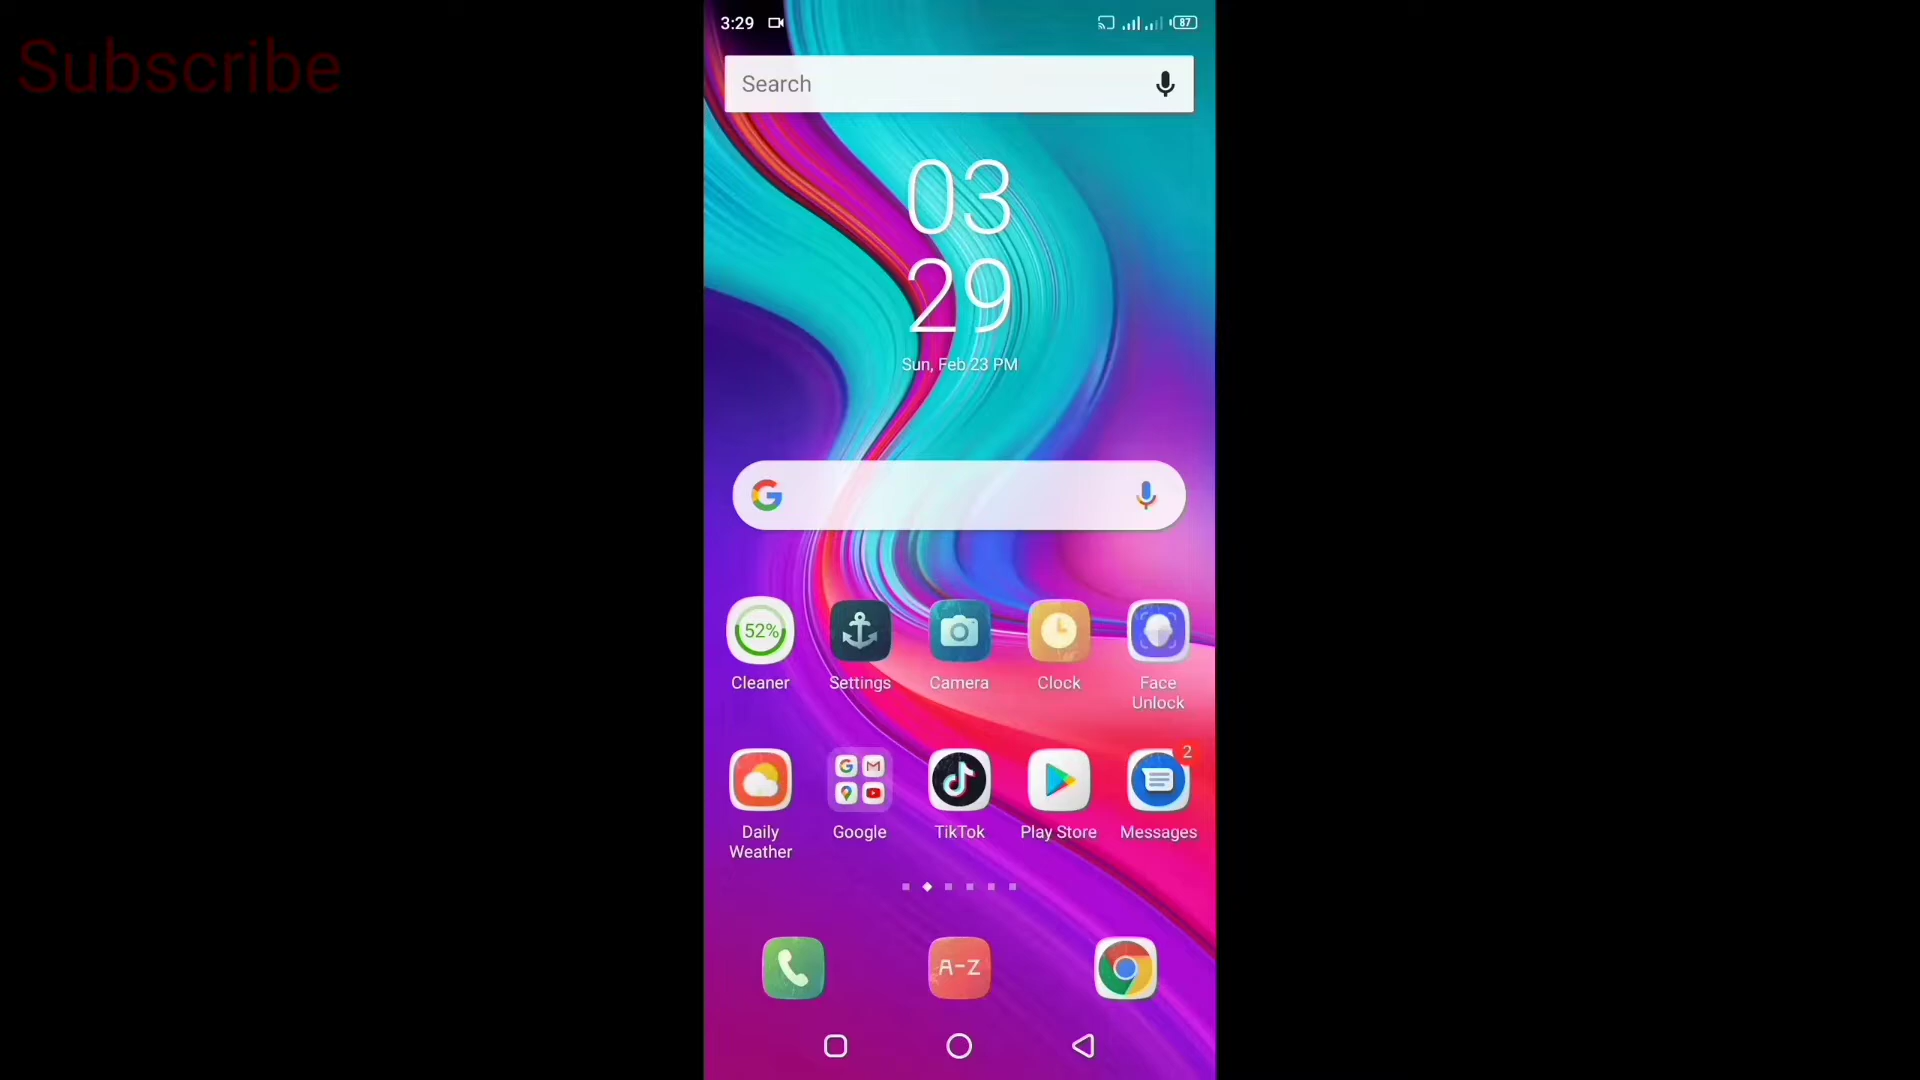 Subscribe
3:29
87
Search
03
29
Sun, Feb 23 PM
52%
Cleaner
Settings
Camera
Clock
Face
Unlock
2
Daily
Weather
Google
TikTok
Play Store
Messages
A-Z